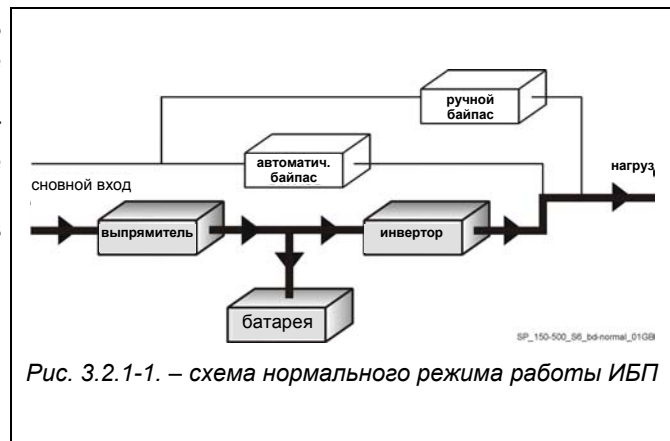 ручной
байпас
автоматич.
байпас
нагруз
сновной вход
выпрямитель
инвертор
батарея
SP_150-500_S6_bd-normal_01GB
Рис. 3.2.1-1. – схема нормального режима работы ИБП